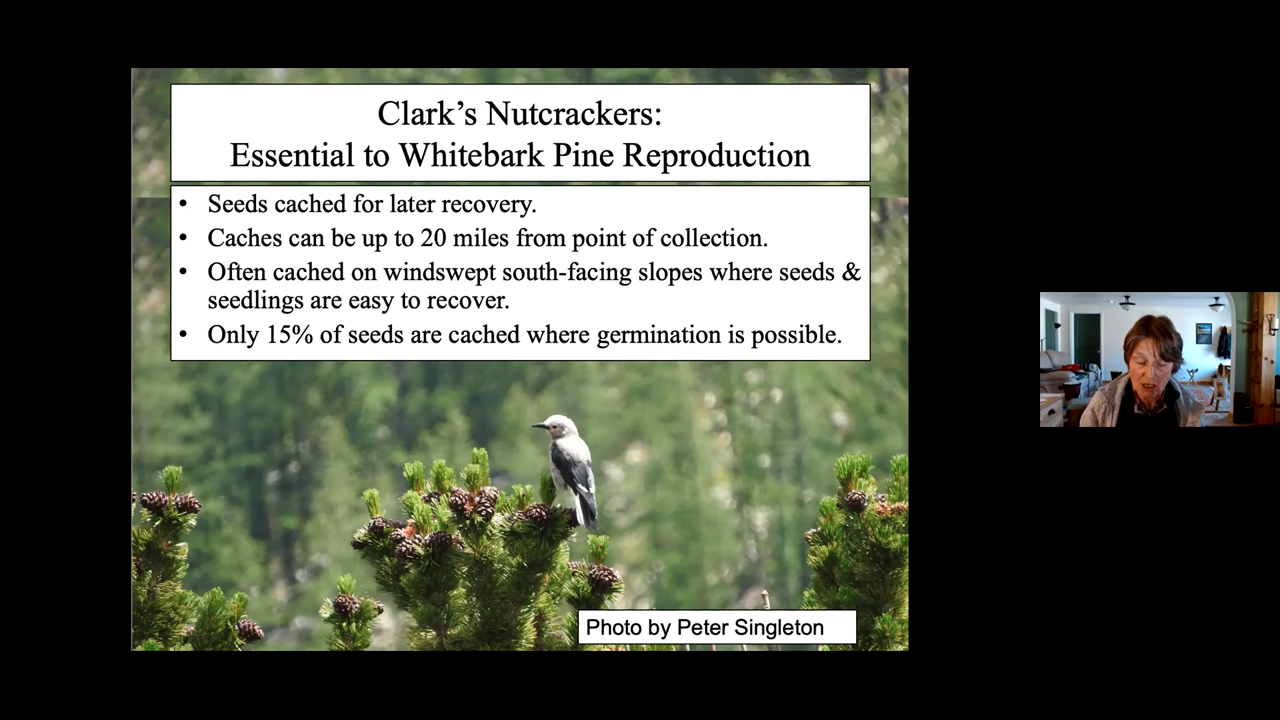 Clark’s Nutcrackers:
Essential to Whitebark Pine Reproduction
• Seeds cached for later recovery.
• Caches can be up to 20 miles from point of collection.
• Often cached on windswept south-facing slopes where seeds &
seedlings are easy to recover.
• Only 15% of seeds are cached where germination is possible.
Photo by Peter Singleton